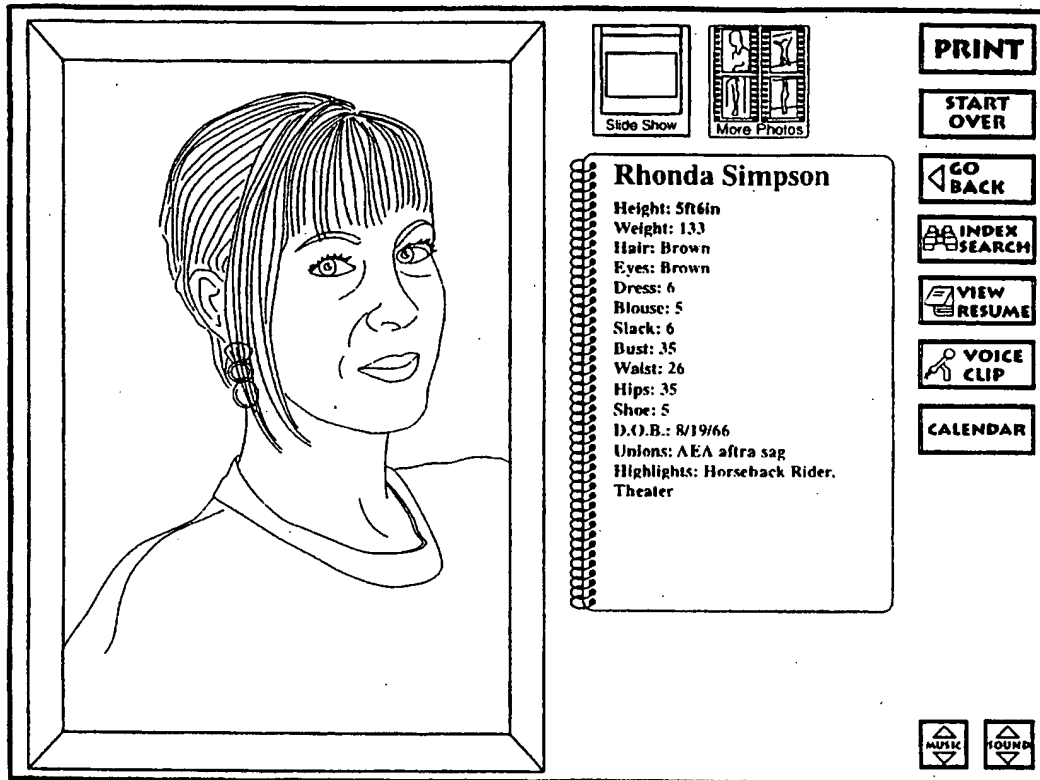 Slide Show
More Photos
Rhonda Simpson
Height: 5ft6in
Weight: 133
Hair: Brown
Eyes: Brown
Dress: 6
Blouse: 5
Slack: 6
Bust: 35
Waist: 26
Hips: 35
Shoe: 5
D.O.B.: 8/19/66
Unions: AEA aftra sag
Highlights: Horseback Rider,
Theater
PRINT
START
OVER
GO
BACK
INDEX
SEARCH
VIEW
RESUME
VOICE
CLIP
CALENDAR
MUSIC
SOUND